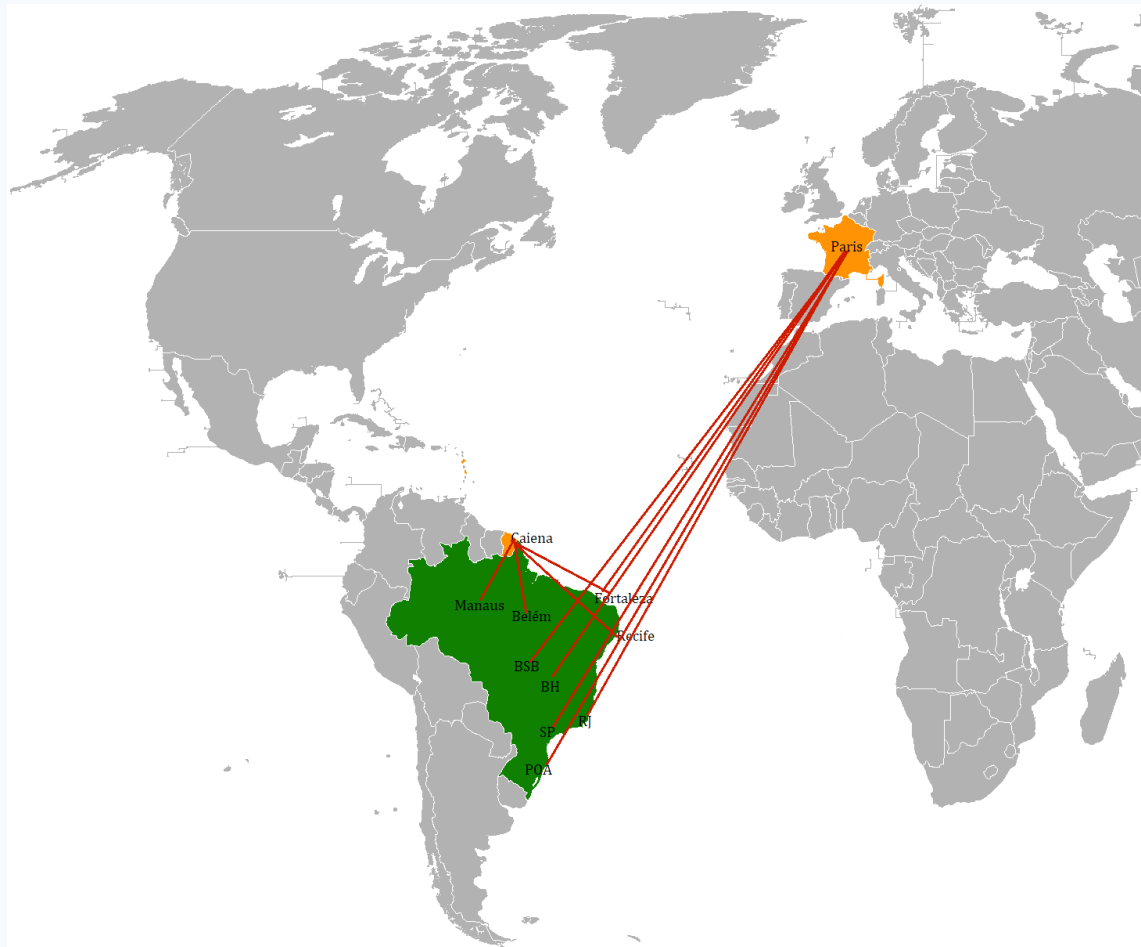 Paris
Caiena
Fortaleza
Manaus
Belém
Recife
BSB
BH
RJ
SP
POA